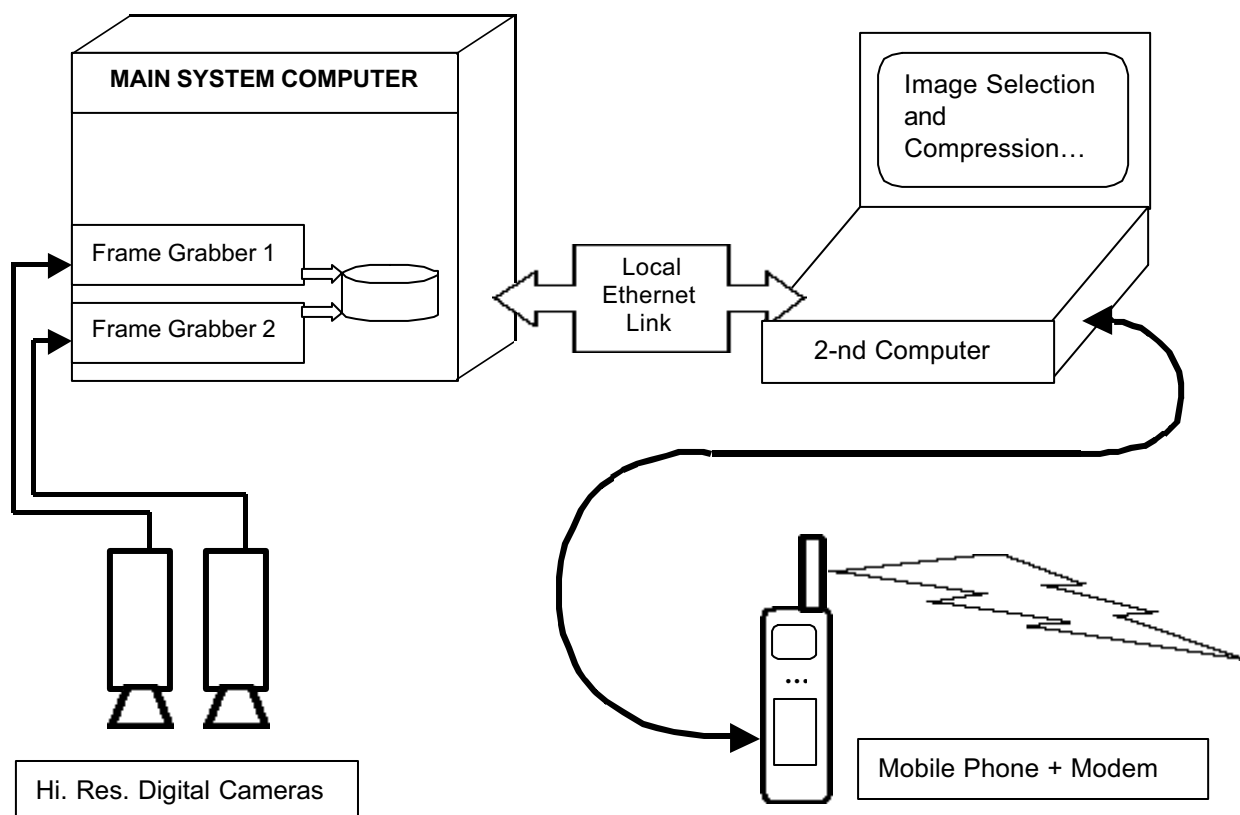 MAIN SYSTEM COMPUTER
Image Selection
and
Compression…
Frame Grabber 1
Frame Grabber 2
Local
Ethernet
Link
2-nd Computer
Hi. Res. Digital Cameras
Mobile Phone + Modem